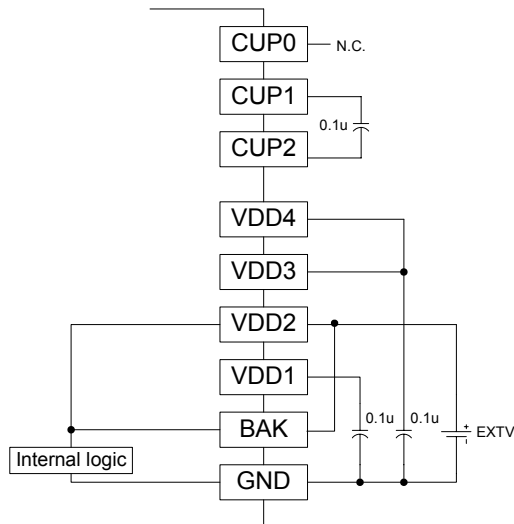 CUP0
N.C.
CUP1
0.1u
CUP2
VDD4
VDD3
VDD2
VDD1
0.1u
0.1u
BAK
+
EXTV
-
Internal logic
GND